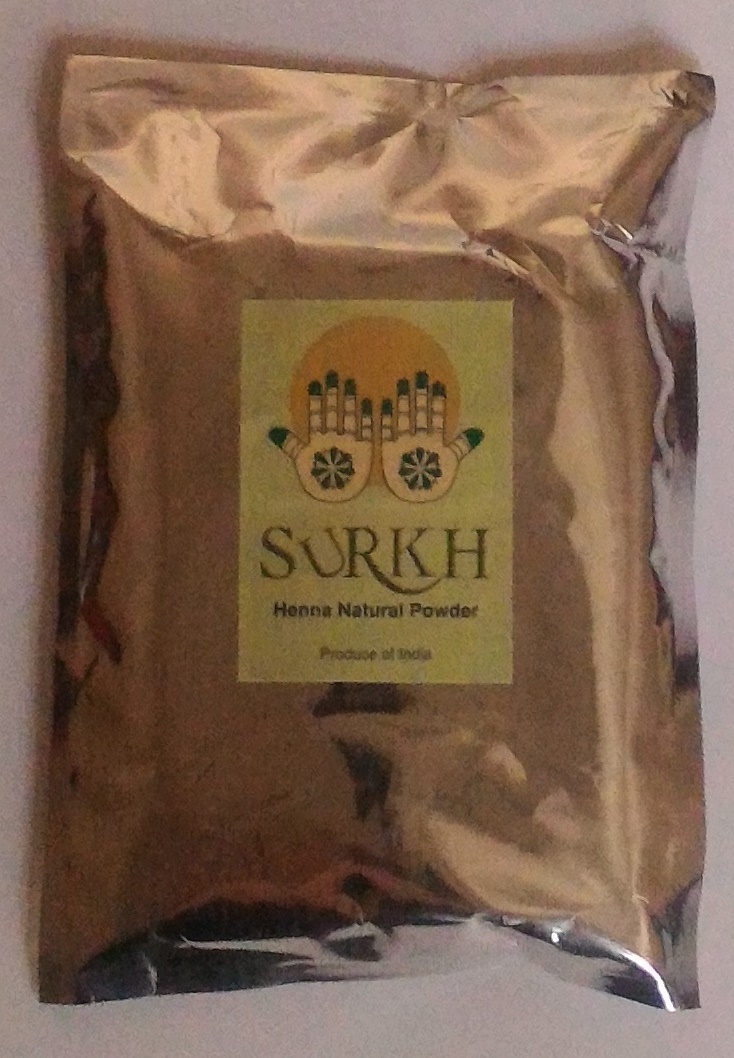 SURKH
Henna Natural Powder
Produce of India